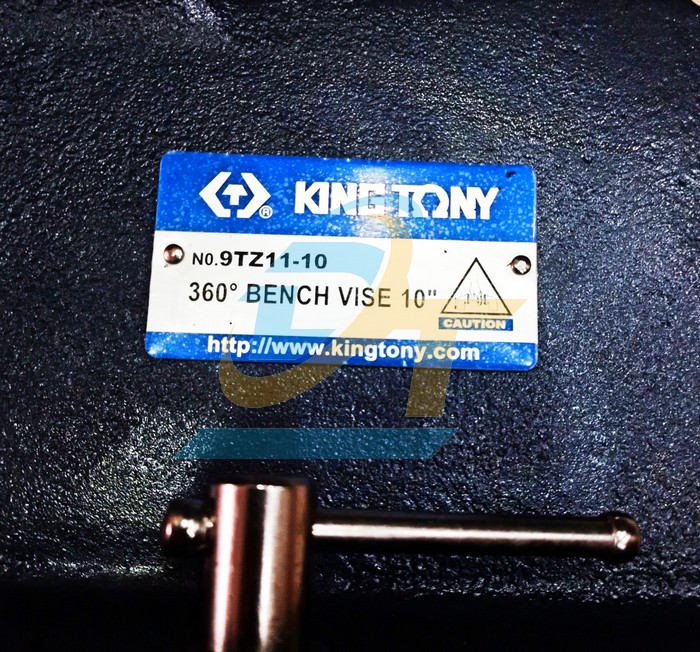 KING TONY
NO.9TZ11-10
360° BENCH VISE 10"
CAUTION
http://www.kingtony.com